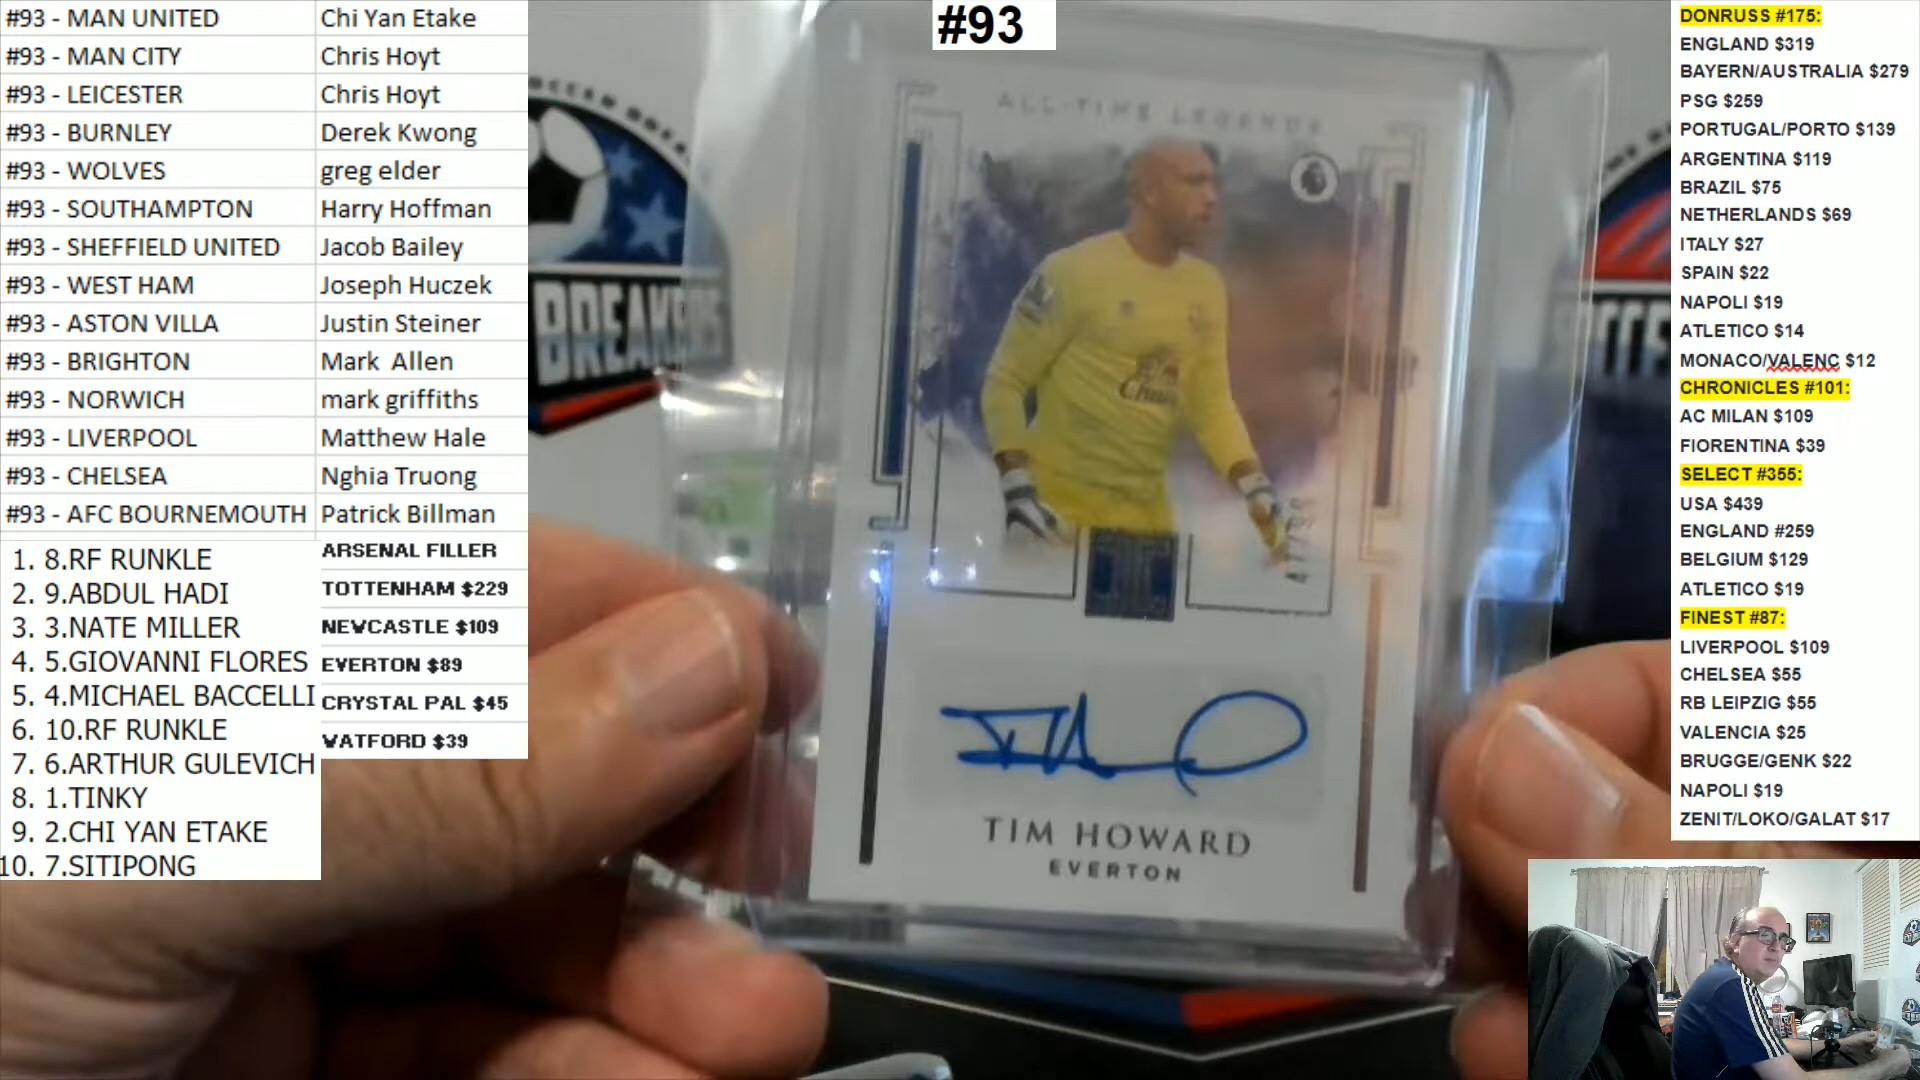 #93 - MAN UNITED Chi Yan Etake
#93 - MAN CITY Chris Hoyt
#93 - LEICESTER Chris Hoyt
#93 - BURNLEY Derek Kwong
#93 - WOLVES greg elder
#93 - SOUTHAMPTON Harry Hoffman
#93 - SHEFFIELD UNITED Jacob Bailey
#93 - WEST HAM Joseph Huczek
#93 - ASTON VILLA Justin Steiner
#93 - BRIGHTON Mark Allen
#93 - NORWICH mark griffiths
#93 - LIVERPOOL Matthew Hale
#93 - CHELSEA Nghia Truong
#93 - AFC BOURNEMOUTH Patrick Billman
1. 8.RF RUNKLE
2. 9.ABDUL HADI
3. 3.NATE MILLER
4. 5.GIOVANNI FLORES
5. 4.MICHAEL BACCELLI
6. 10.RF RUNKLE
7. 6.ARTHUR GULEVICH
8. 1.TINKY
9. 2.CHI YAN ETAKE
10. 7.SITIPONG
ARSENAL FILLER
TOTTENHAM $229
NEWCASTLE $109
EVERTON $89
CRYSTAL PAL $45
WATFORD $39
#93
ALL-TIME LEGENDS
Chang
TIM HOWARD
EVERTON
BREAKERS
DONRUSS #175:
ENGLAND $319
BAYERN/AUSTRALIA $279
PSG $259
PORTUGAL/PORTO $139
ARGENTINA $119
BRAZIL $75
NETHERLANDS $69
ITALY $27
SPAIN $22
NAPOLI $19
ATLETICO $14
MONACO/VALENC $12
CHRONICLES #101:
AC MILAN $109
FIORENTINA $39
SELECT #355:
USA $439
ENGLAND #259
BELGIUM $129
ATLETICO $19
FINEST #87:
LIVERPOOL $109
CHELSEA $55
RB LEIPZIG $55
VALENCIA $25
BRUGGE/GENK $22
NAPOLI $19
ZENIT/LOKO/GALAT $17